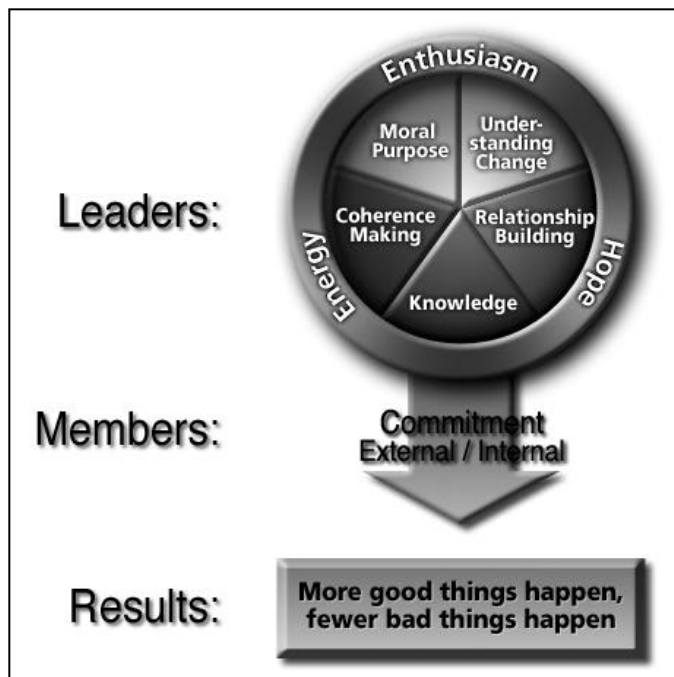 Enthusiasm
Moral
Purpose
Under-
standing
Change
Leaders:
Coherence
Making
Relationship
Building
Energy
Hope
Knowledge
Members:
Commitment
External / Internal
Results:
More good things happen,
fewer bad things happen